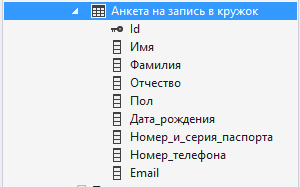 Анкета на запись в кружок
Id
Имя
Фамилия
Отчество
Пол
Дата_рождения
Номер_и_серия_паспорта
Номер_телефона
Email